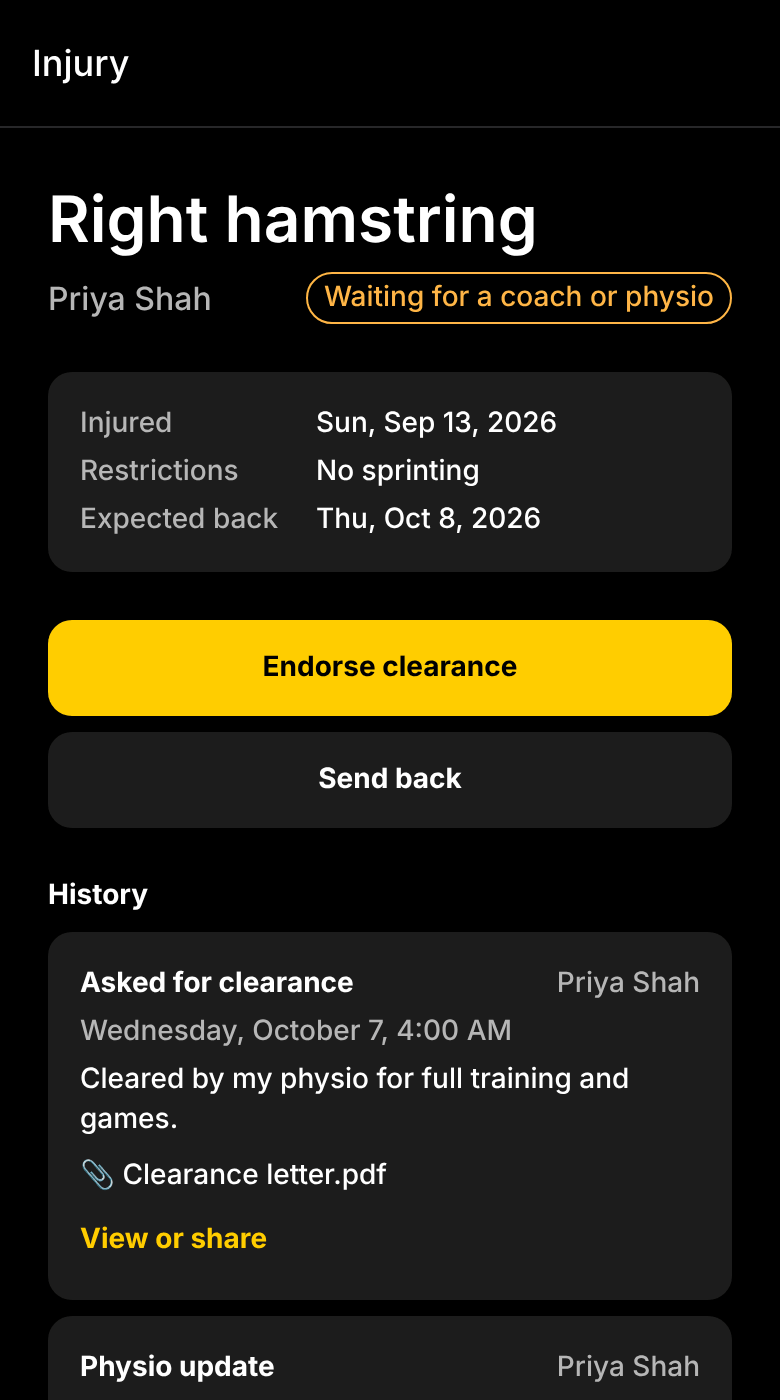 Injury
Right hamstring
Priya Shah
Waiting for a coach or physio
Injured Sun, Sep 13, 2026
Restrictions No sprinting
Expected back Thu, Oct 8, 2026
Endorse clearance
Send back
History
Asked for clearance Priya Shah
Wednesday, October 7, 4:00 AM
Cleared by my physio for full training and
games.
📎 Clearance letter.pdf
View or share
Physio update Priya Shah